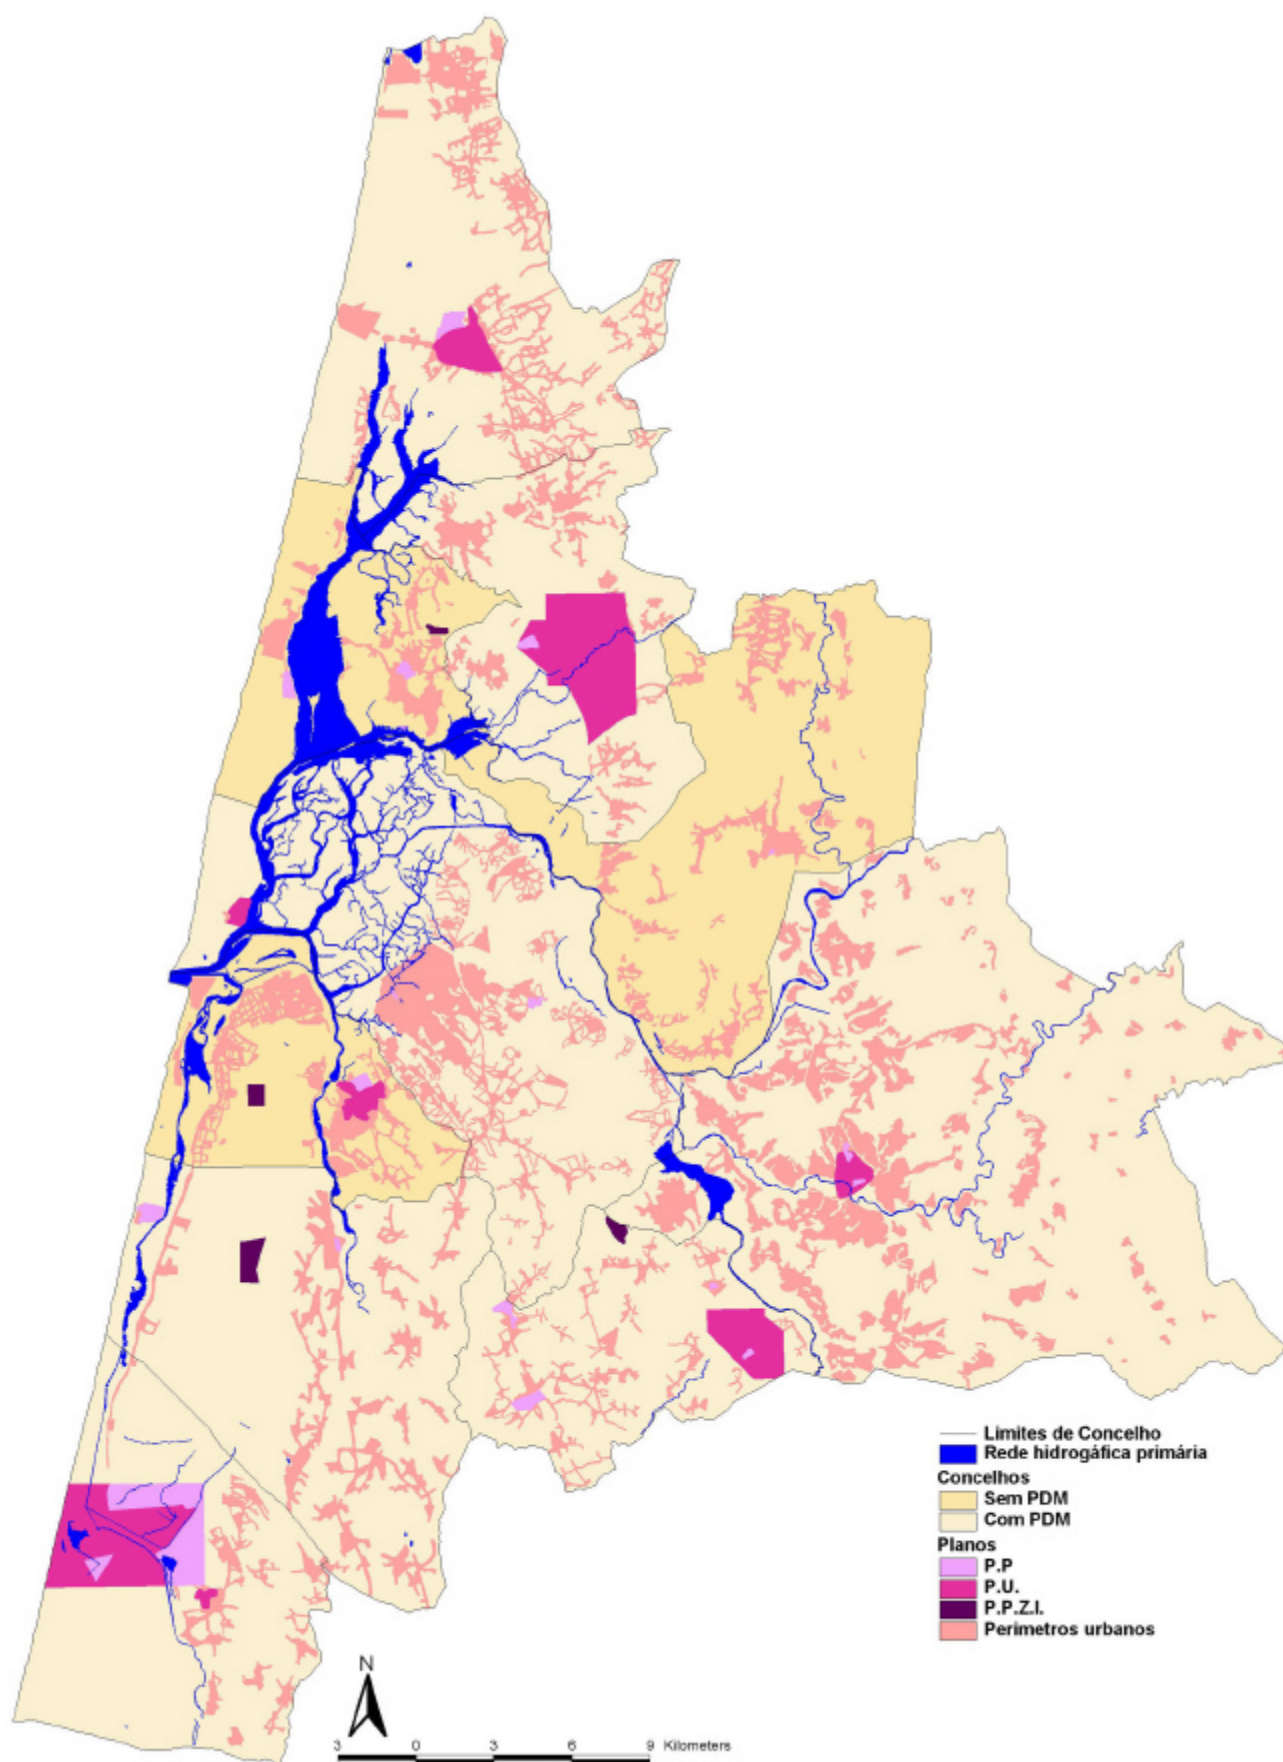 Limites de Concelho
Rede hidrogáfica primária
Concelhos
Sem PDM
Com PDM
Planos
P.P
P.U.
P.P.Z.I.
Perimetros urbanos
N
3 0 3 6 9 Kilometers